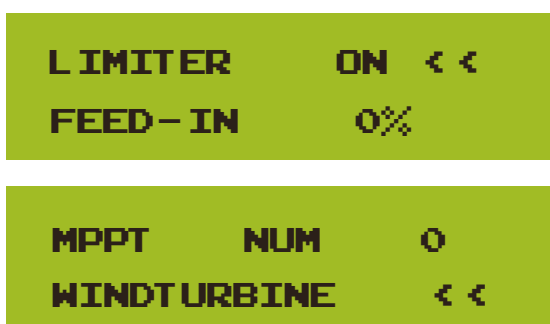 LIMITER ON <<
FEED-IN 0%
MPPT NUM 0
WINDTURBINE <<